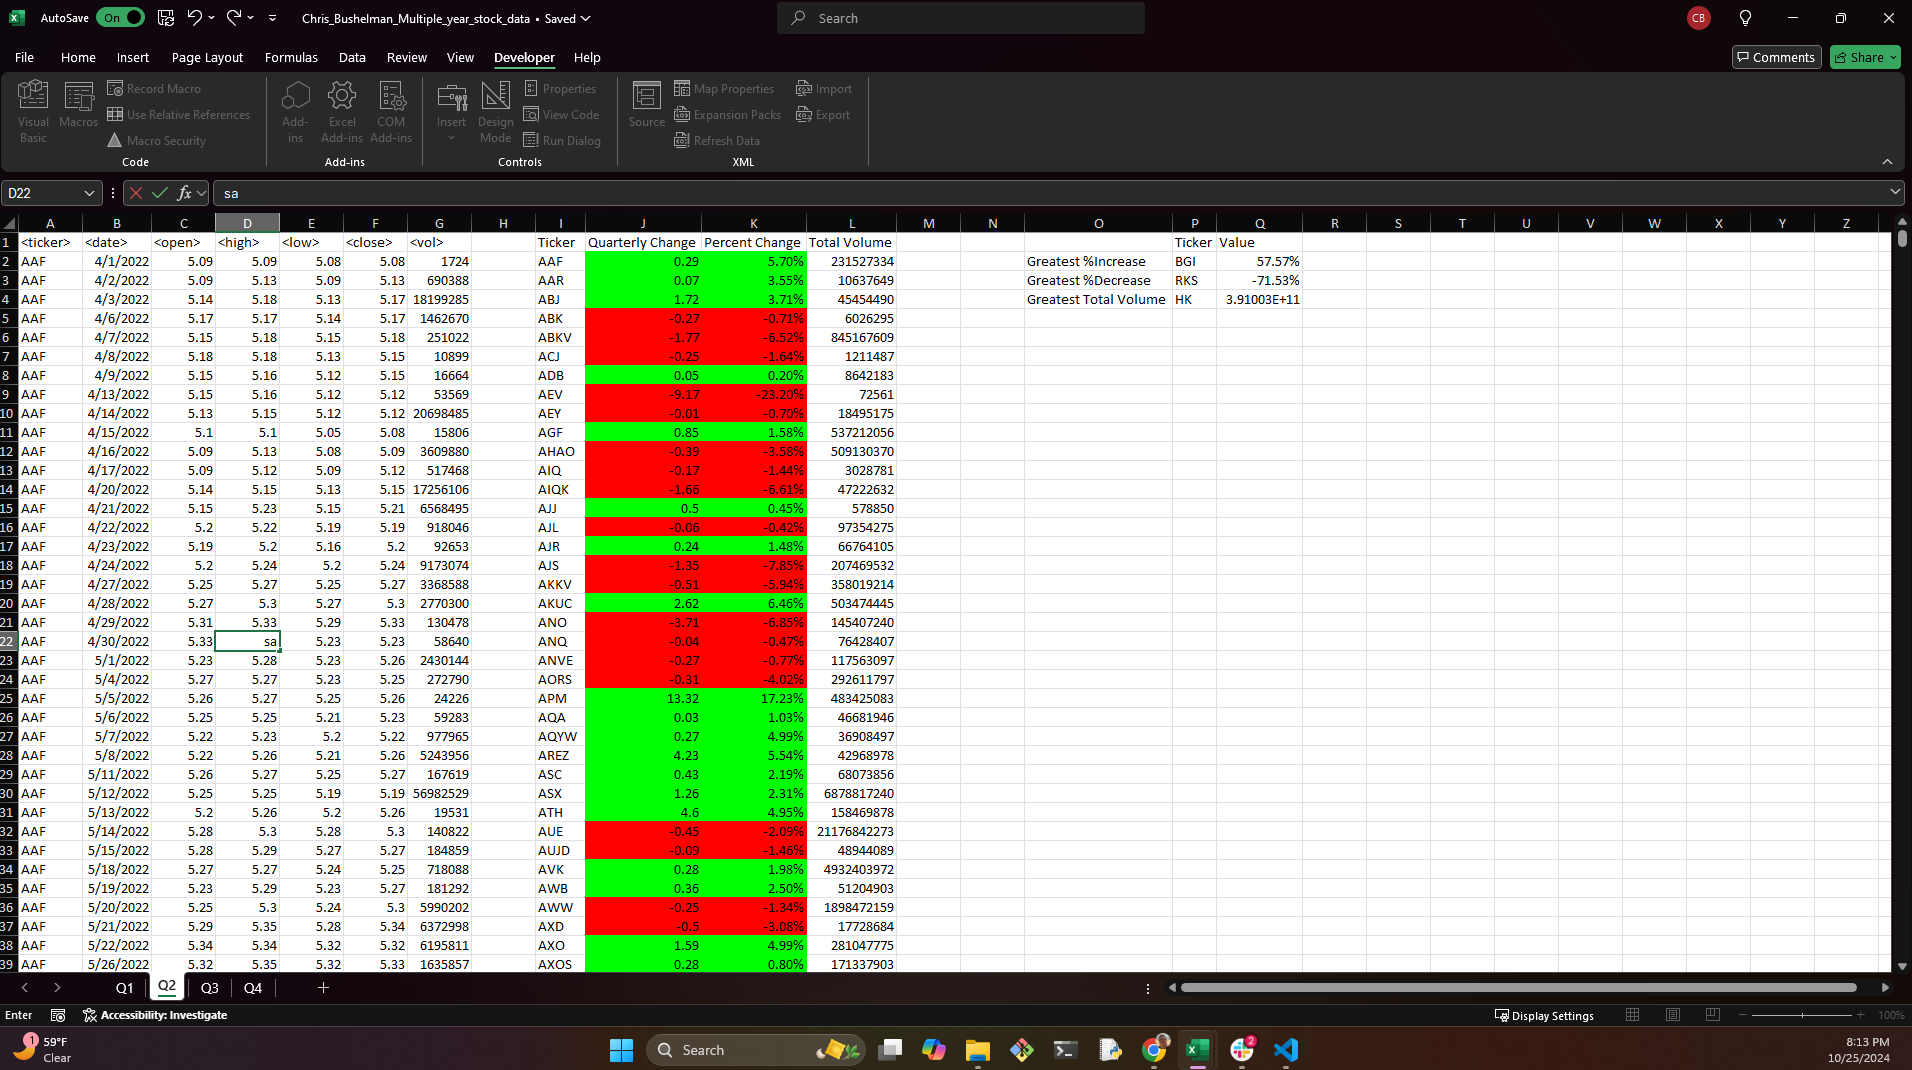 AutoSave On Chris_Bushelman_Multiple_year_stock_data • Saved Search CB
File Home Insert Page Layout Formulas Data Review View Developer Help Comments Share
Visual Basic
Macros
Record Macro
Use Relative References
Macro Security
Code
Add-ins
Excel Add-ins
COM Add-ins
Add-ins
Insert
Design Mode
Properties
View Code
Run Dialog
Controls
Source
Map Properties
Expansion Packs
Refresh Data
Import
Export
XML
D22 fx sa
A B C D E F G H I J K L M N O P Q R S T U V W X Y Z
1 <ticker> <date> <open> <high> <low> <close> <vol> Ticker Quarterly Change Percent Change Total Volume Ticker Value
2 AAF 4/1/2022 5.09 5.09 5.08 5.08 1724 AAF 0.29 5.70% 231527334 Greatest %Increase BGI 57.57%
3 AAF 4/2/2022 5.09 5.13 5.09 5.13 690388 AAR 0.07 3.55% 10637649 Greatest %Decrease RKS -71.53%
4 AAF 4/3/2022 5.14 5.18 5.13 5.17 18199285 ABJ 1.72 3.71% 45454490 Greatest Total Volume HK 3.91003E+11
5 AAF 4/6/2022 5.17 5.17 5.14 5.17 1462670 ABK -0.27 -0.71% 6026295
6 AAF 4/7/2022 5.15 5.18 5.15 5.18 251022 ABKV -1.77 -6.52% 845167609
7 AAF 4/8/2022 5.18 5.18 5.13 5.15 10899 ACJ -0.25 -1.64% 1211487
8 AAF 4/9/2022 5.15 5.16 5.12 5.15 16664 ADB 0.05 0.20% 8642183
9 AAF 4/13/2022 5.15 5.16 5.12 5.12 53569 AEV -9.17 -23.20% 72561
10 AAF 4/14/2022 5.13 5.15 5.12 5.12 20698485 AEY -0.01 -0.70% 18495175
11 AAF 4/15/2022 5.1 5.1 5.05 5.08 15806 AGF 0.85 1.58% 537212056
12 AAF 4/16/2022 5.09 5.13 5.08 5.09 3609880 AHAO -0.39 -3.58% 509130370
13 AAF 4/17/2022 5.09 5.12 5.09 5.12 517468 AIQ -0.17 -1.44% 3028781
14 AAF 4/20/2022 5.14 5.15 5.13 5.15 17256106 AIQK -1.66 -6.61% 47222632
15 AAF 4/21/2022 5.15 5.23 5.15 5.21 6568495 AJJ 0.5 0.45% 578850
16 AAF 4/22/2022 5.2 5.22 5.19 5.19 918046 AJL -0.06 -0.42% 97354275
17 AAF 4/23/2022 5.19 5.2 5.16 5.2 92653 AJR 0.24 1.48% 66764105
18 AAF 4/24/2022 5.2 5.24 5.2 5.24 9173074 AJS -1.35 -7.85% 207469532
19 AAF 4/27/2022 5.25 5.27 5.25 5.27 3368588 AKKV -0.51 -5.94% 358019214
20 AAF 4/28/2022 5.27 5.3 5.27 5.3 2770300 AKUC 2.62 6.46% 503474445
21 AAF 4/29/2022 5.31 5.33 5.29 5.33 130478 ANO -3.71 -6.85% 145407240
22 AAF 4/30/2022 5.33 sa 5.23 5.23 58640 ANQ -0.04 -0.47% 76428407
23 AAF 5/1/2022 5.23 5.28 5.23 5.26 2430144 ANVE -0.27 -0.77% 117563097
24 AAF 5/4/2022 5.27 5.27 5.23 5.25 272790 AORS -0.31 -4.02% 292611797
25 AAF 5/5/2022 5.26 5.27 5.25 5.26 24226 APM 13.32 17.23% 483425083
26 AAF 5/6/2022 5.25 5.25 5.21 5.23 59283 AQA 0.03 1.03% 46681946
27 AAF 5/7/2022 5.22 5.23 5.2 5.22 977965 AQYW 0.27 4.99% 36908497
28 AAF 5/8/2022 5.22 5.26 5.21 5.26 5243956 AREZ 4.23 5.54% 42968978
29 AAF 5/11/2022 5.26 5.27 5.25 5.27 167619 ASC 0.43 2.19% 68073856
30 AAF 5/12/2022 5.25 5.25 5.19 5.19 56982529 ASX 1.26 2.31% 6878817240
31 AAF 5/13/2022 5.2 5.26 5.2 5.26 19531 ATH 4.6 4.95% 158469878
32 AAF 5/14/2022 5.28 5.3 5.28 5.3 140822 AUE -0.45 -2.09% 21176842273
33 AAF 5/15/2022 5.28 5.29 5.27 5.27 184859 AUJD -0.09 -1.46% 48944089
34 AAF 5/18/2022 5.27 5.27 5.24 5.25 718088 AVK 0.28 1.98% 4932403972
35 AAF 5/19/2022 5.23 5.29 5.23 5.27 181292 AWB 0.36 2.50% 51204903
36 AAF 5/20/2022 5.25 5.3 5.24 5.3 5990202 AWW -0.25 -1.34% 1898472159
37 AAF 5/21/2022 5.29 5.35 5.28 5.34 6372998 AXD -0.5 -3.08% 17728684
38 AAF 5/22/2022 5.34 5.34 5.32 5.32 6195811 AXO 1.59 4.99% 281047775
39 AAF 5/26/2022 5.32 5.35 5.32 5.33 1635857 AXOS 0.28 0.80% 171337903
Q1 Q2 Q3 Q4
Enter Accessibility: Investigate Display Settings 100%
1 59°F
Clear
Search
2
8:13 PM
10/25/2024